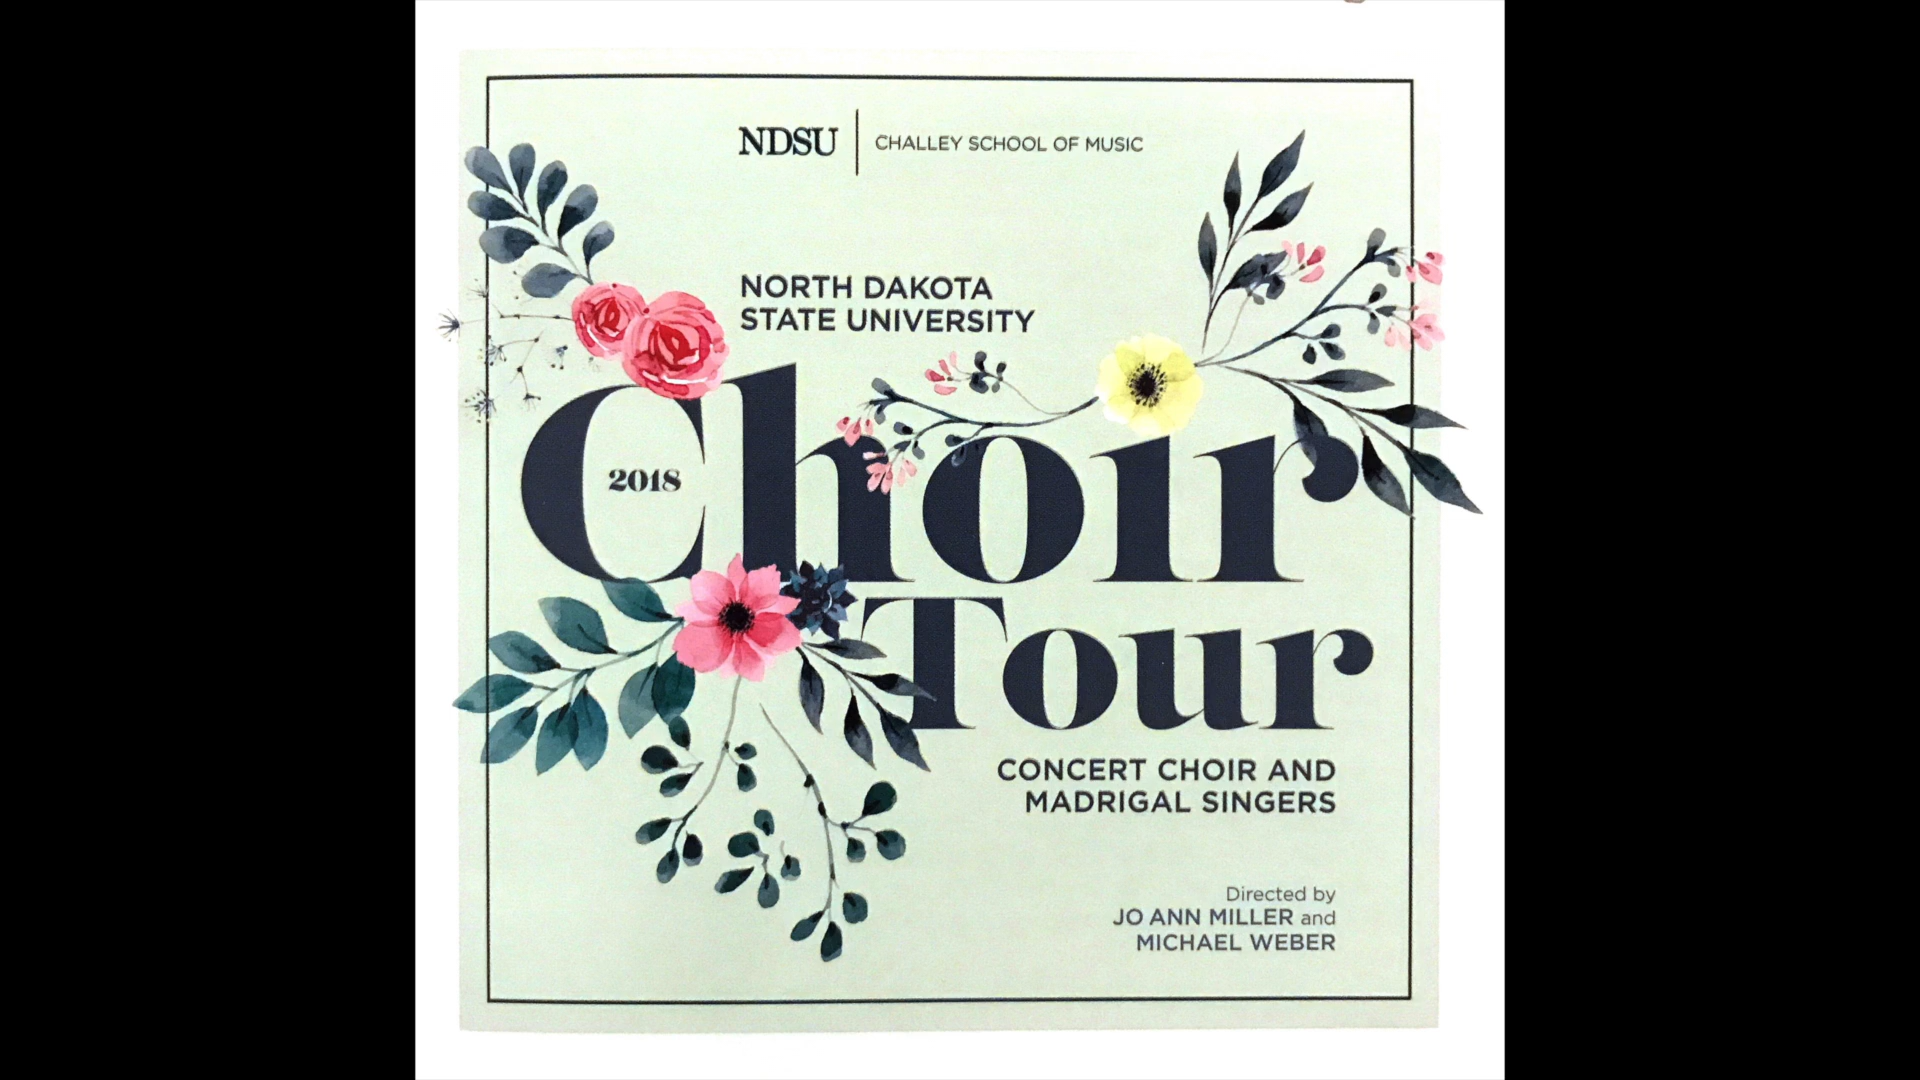 NDSU
CHALLEY SCHOOL OF MUSIC
NORTH DAKOTA
STATE UNIVERSITY
Choir
2018
Tour
CONCERT CHOIR AND
MADRIGAL SINGERS
Directed by
JO ANN MILLER and
MICHAEL WEBER